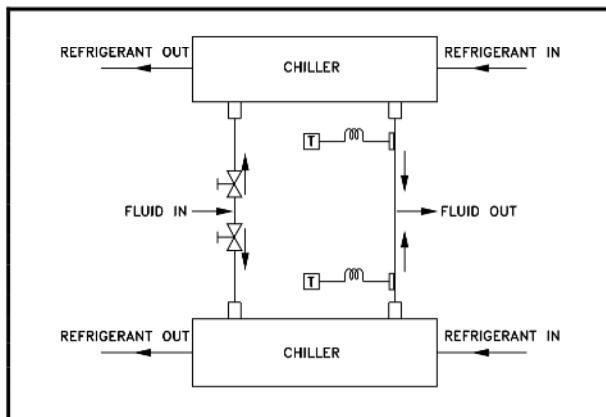 REFRIGERANT OUT
CHILLER
REFRIGERANT IN
T
FLUID IN
FLUID OUT
T
REFRIGERANT OUT
CHILLER
REFRIGERANT IN